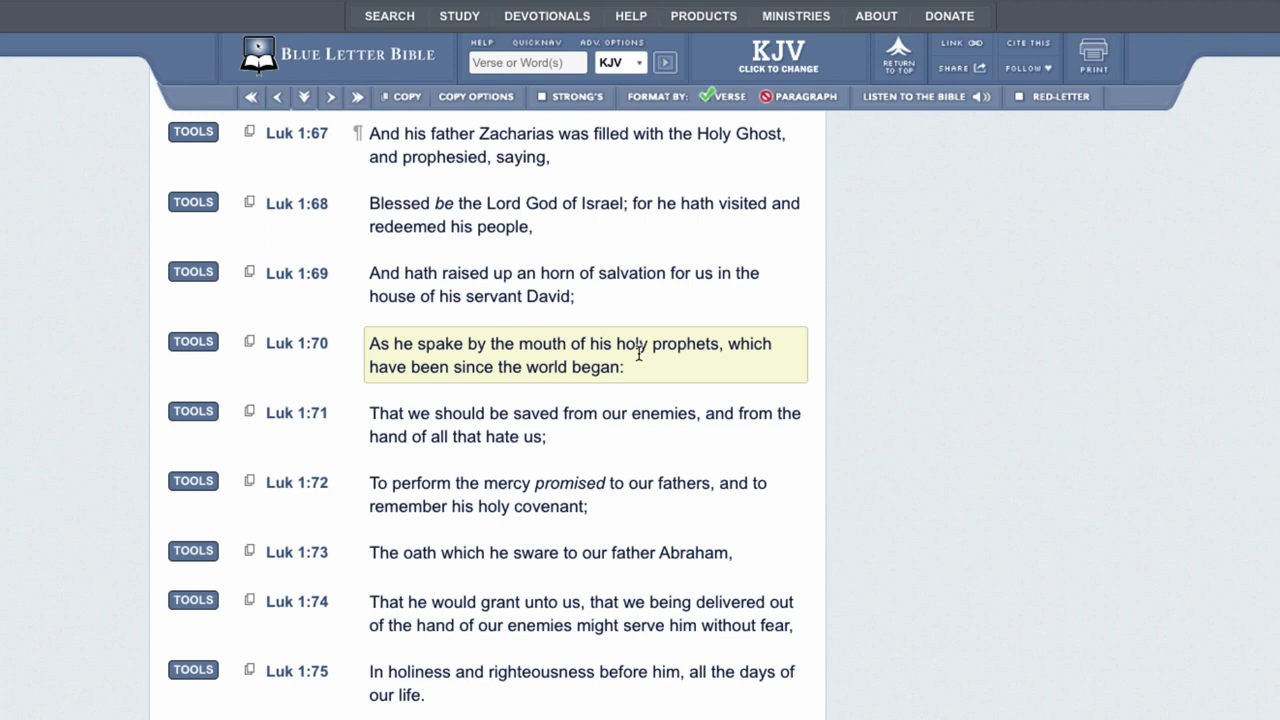 SEARCH STUDY DEVOTIONALS HELP PRODUCTS MINISTRIES ABOUT DONATE
BLUE LETTER BIBLE
HELP QUICKNAV ADV. OPTIONS
Verse or Word(s) KJV
KJV
CLICK TO CHANGE
RETURN
TO TOP
LINK CITE THIS
SHARE FOLLOW
PRINT
COPY COPY OPTIONS STRONG'S FORMAT BY: VERSE PARAGRAPH LISTEN TO THE BIBLE RED-LETTER
TOOLS Luk 1:67 ¶ And his father Zacharias was filled with the Holy Ghost,
and prophesied, saying,
TOOLS Luk 1:68 Blessed be the Lord God of Israel; for he hath visited and
redeemed his people,
TOOLS Luk 1:69 And hath raised up an horn of salvation for us in the
house of his servant David;
TOOLS Luk 1:70 As he spake by the mouth of his holy prophets, which
have been since the world began:
TOOLS Luk 1:71 That we should be saved from our enemies, and from the
hand of all that hate us;
TOOLS Luk 1:72 To perform the mercy promised to our fathers, and to
remember his holy covenant;
TOOLS Luk 1:73 The oath which he sware to our father Abraham,
TOOLS Luk 1:74 That he would grant unto us, that we being delivered out
of the hand of our enemies might serve him without fear,
TOOLS Luk 1:75 In holiness and righteousness before him, all the days of
our life.